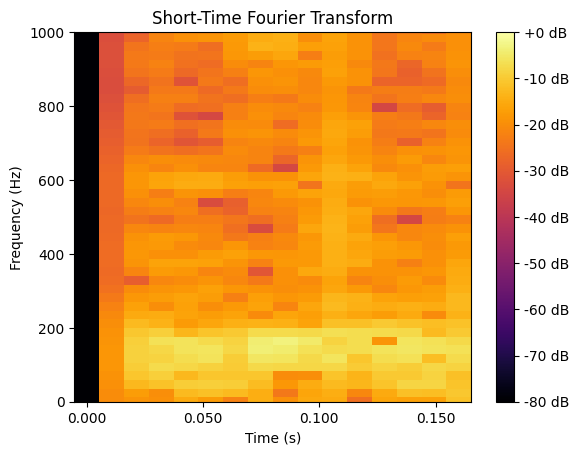 Short-Time Fourier Transform
Frequency (Hz)
1000
800
600
400
200
0
0.000
0.050
0.100
0.150
Time (s)
+0 dB
-10 dB
-20 dB
-30 dB
-40 dB
-50 dB
-60 dB
-70 dB
-80 dB